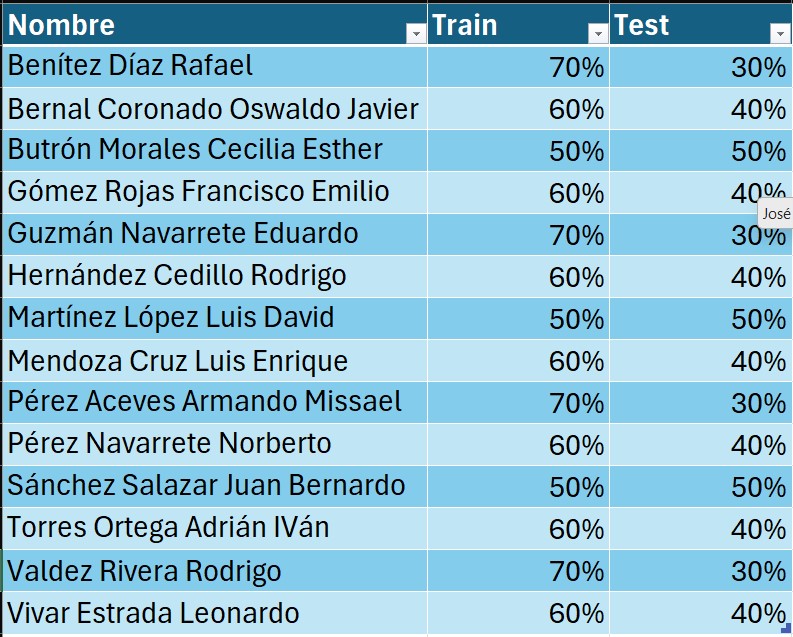 Nombre Train Test
Benítez Díaz Rafael 70% 30%
Bernal Coronado Oswaldo Javier 60% 40%
Butrón Morales Cecilia Esther 50% 50%
Gómez Rojas Francisco Emilio 60% 40%
José
Guzmán Navarrete Eduardo 70% 30%
Hernández Cedillo Rodrigo 60% 40%
Martínez López Luis David 50% 50%
Mendoza Cruz Luis Enrique 60% 40%
Pérez Aceves Armando Missael 70% 30%
Pérez Navarrete Norberto 60% 40%
Sánchez Salazar Juan Bernardo 50% 50%
Torres Ortega Adrián IVán 60% 40%
Valdez Rivera Rodrigo 70% 30%
Vivar Estrada Leonardo 60% 40%